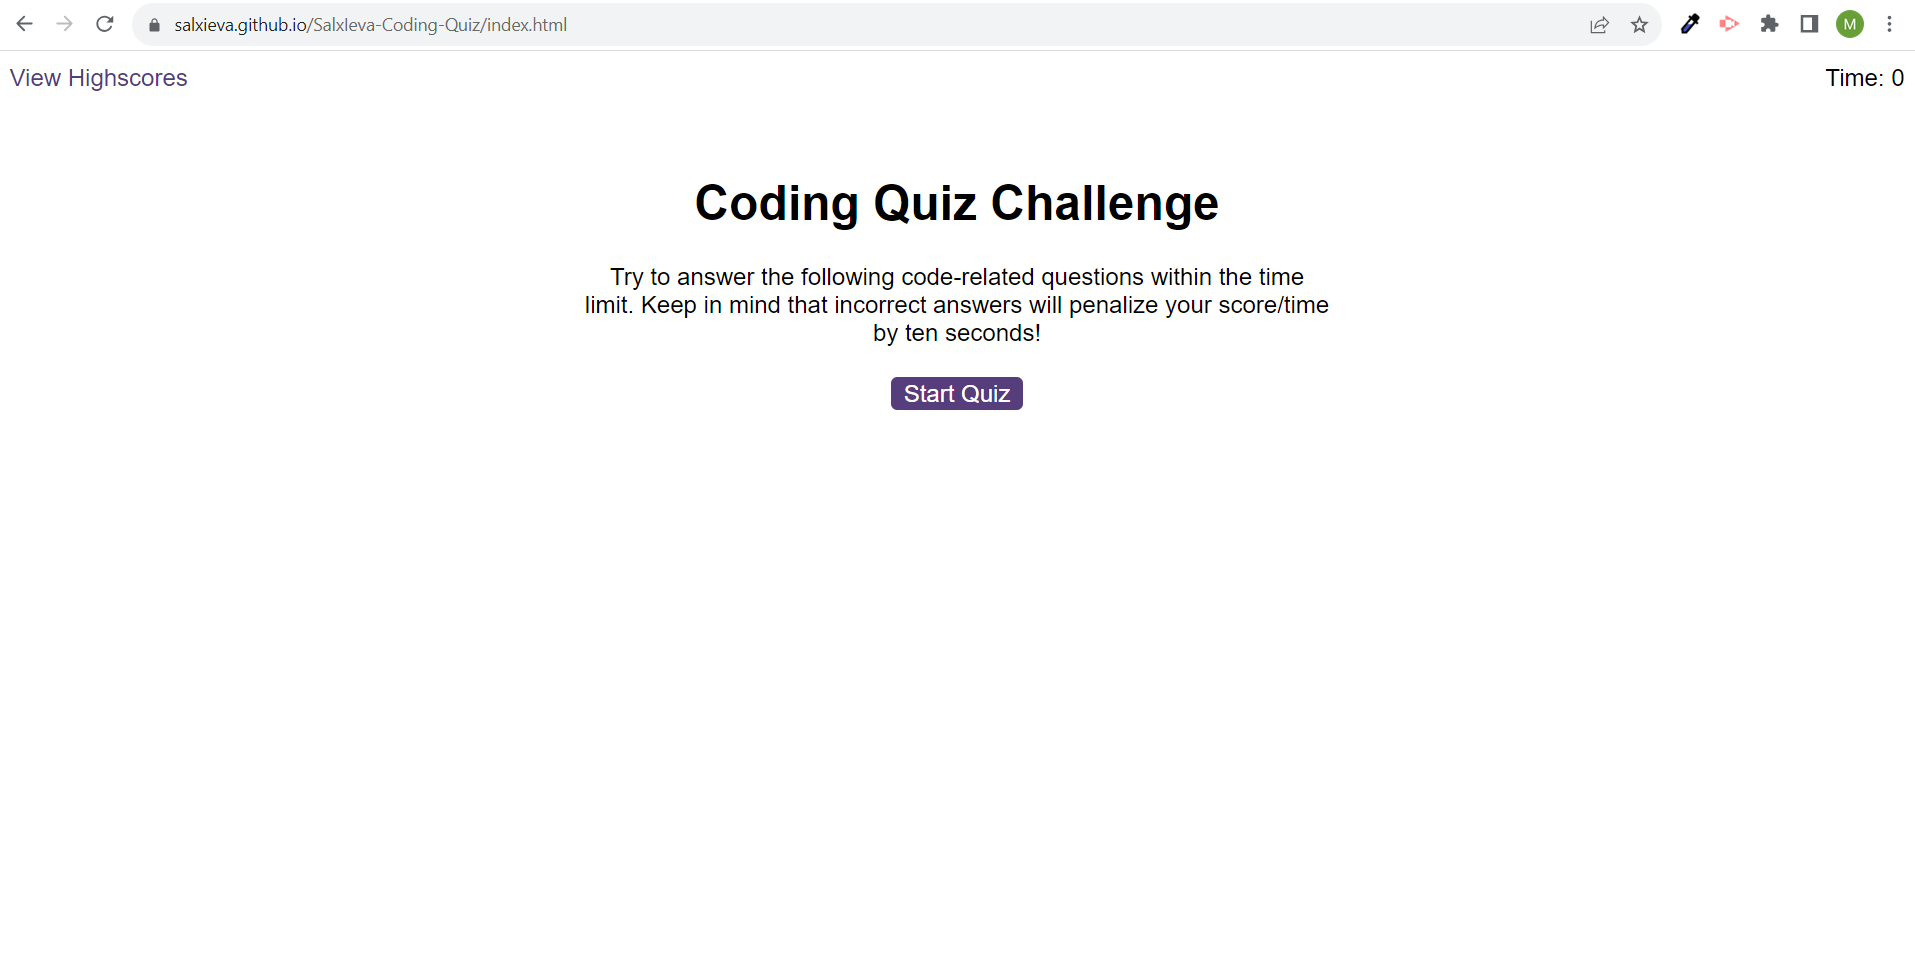 salxieva.github.io/SalxIeva-Coding-Quiz/index.html
M
View Highscores
Time: 0
Coding Quiz Challenge
Try to answer the following code-related questions within the time
limit. Keep in mind that incorrect answers will penalize your score/time
by ten seconds!
Start Quiz